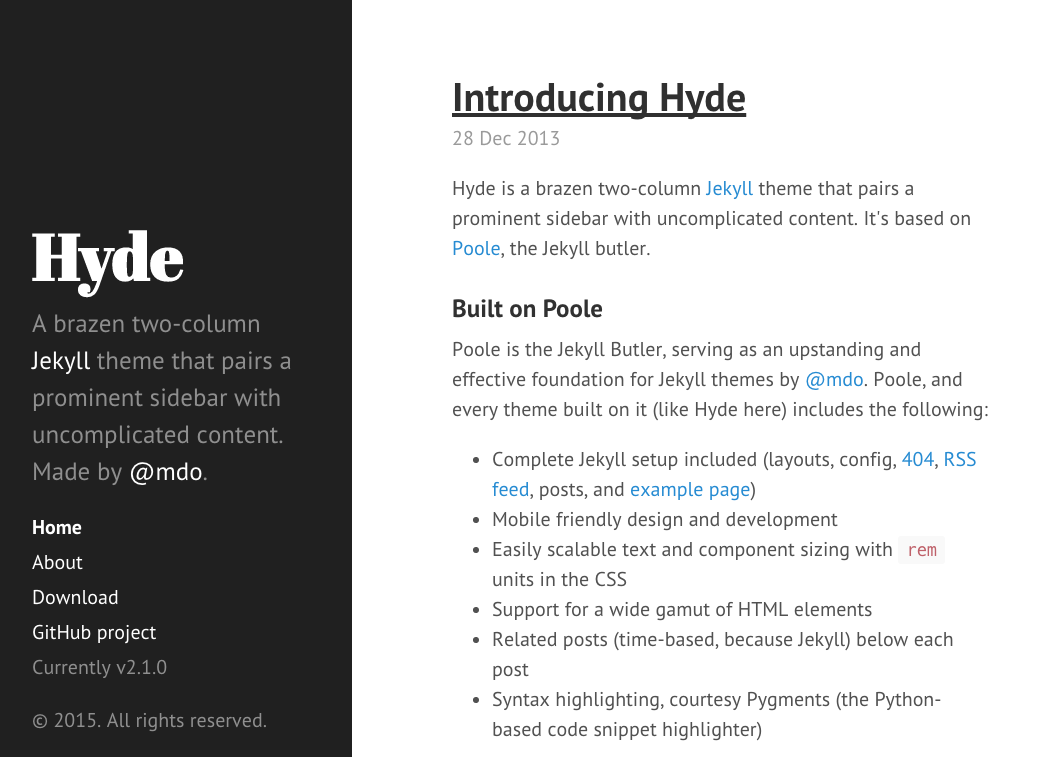 Hyde
A brazen two-column
Jekyll theme that pairs a
prominent sidebar with
uncomplicated content.
Made by @mdo.
Home
About
Download
GitHub project
Currently v2.1.0
© 2015. All rights reserved.
Introducing Hyde
28 Dec 2013
Hyde is a brazen two-column Jekyll theme that pairs a
prominent sidebar with uncomplicated content. It's based on
Poole, the Jekyll butler.
Built on Poole
Poole is the Jekyll Butler, serving as an upstanding and
effective foundation for Jekyll themes by @mdo. Poole, and
every theme built on it (like Hyde here) includes the following:
• Complete Jekyll setup included (layouts, config, 404, RSS
feed, posts, and example page)
• Mobile friendly design and development
• Easily scalable text and component sizing with rem
units in the CSS
• Support for a wide gamut of HTML elements
• Related posts (time-based, because Jekyll) below each
post
• Syntax highlighting, courtesy Pygments (the Python-
based code snippet highlighter)